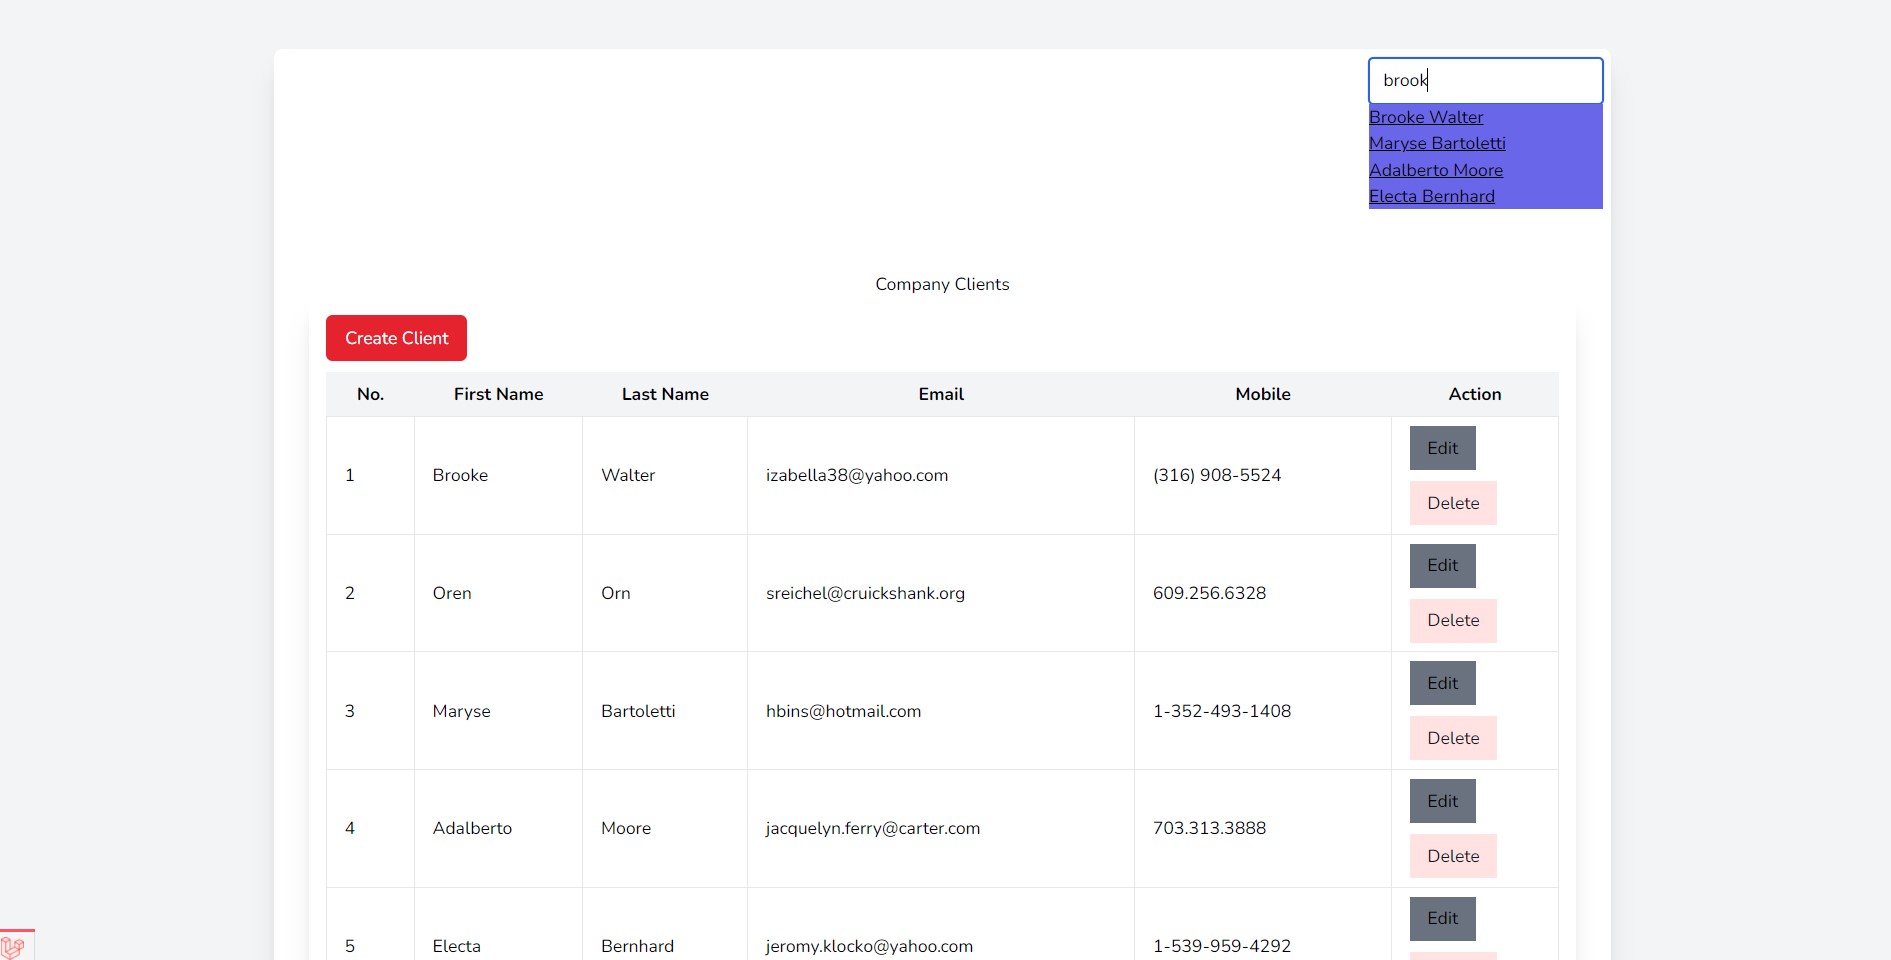 brook
Brooke Walter
Maryse Bartoletti
Adalberto Moore
Electa Bernhard
Company Clients
Create Client
No. First Name Last Name Email Mobile Action
1 Brooke Walter izabella38@yahoo.com (316) 908-5524 Edit
Delete
2 Oren Orn sreichel@cruickshank.org 609.256.6328 Edit
Delete
3 Maryse Bartoletti hbins@hotmail.com 1-352-493-1408 Edit
Delete
4 Adalberto Moore jacquelyn.ferry@carter.com 703.313.3888 Edit
Delete
5 Electa Bernhard jeromy.klocko@yahoo.com 1-539-959-4292 Edit